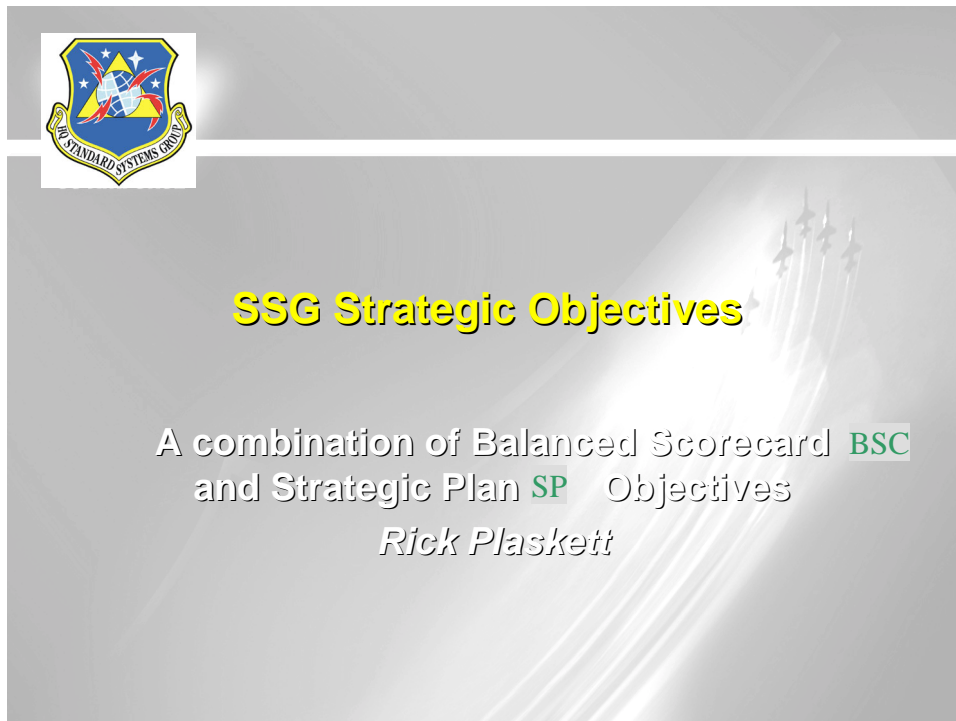 HQ STANDARD SYSTEMS GROUP
SSG Strategic Objectives
A combination of Balanced Scorecard BSC
and Strategic Plan SP Objectives
Rick Plaskett